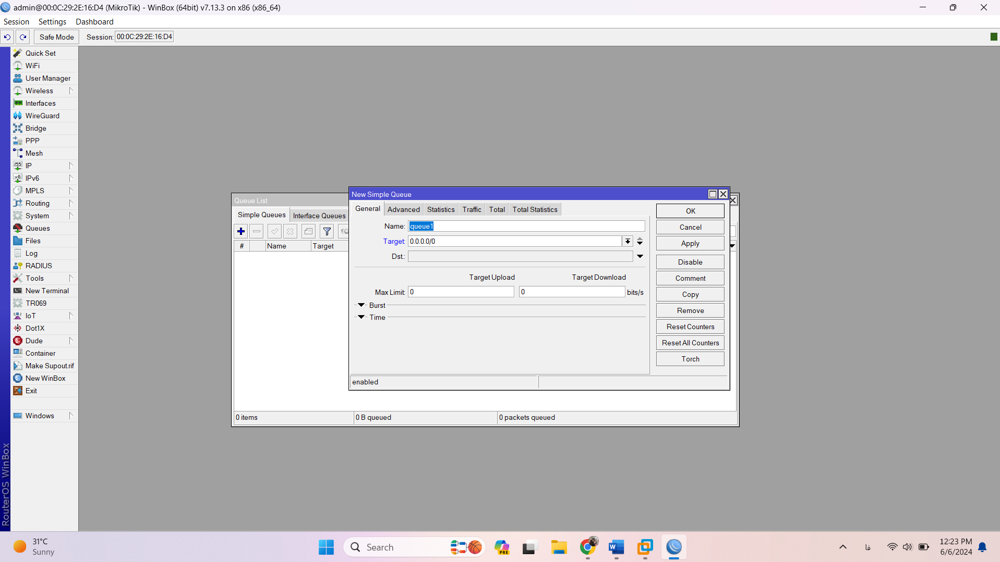 admin@00:0C:29:2E:16:D4 (MikroTik) - WinBox (64bit) v7.13.3 on x86 (x86_64)
Session Settings Dashboard
Safe Mode Session: 00:0C:29:2E:16:D4
Quick Set
WiFi
User Manager
Wireless
Interfaces
WireGuard
Bridge
PPP
Mesh
IP
IPv6
MPLS
Routing
System
Queues
Files
Log
RADIUS
Tools
New Terminal
TR069
IoT
Dot1X
Dude
Container
Make Supout.rif
New WinBox
Exit
Windows
RouterOS WinBox
Queue List
Simple Queues Interface Queues
# Name Target
0 items 0 B queued 0 packets queued
New Simple Queue
General Advanced Statistics Traffic Total Total Statistics
Name: queue1
Target: 0.0.0.0/0
Dst.:
Target Upload Target Download
Max Limit: 0 0 bits/s
Burst
Time
enabled
OK
Cancel
Apply
Disable
Comment
Copy
Remove
Reset Counters
Reset All Counters
Torch
31°C
Sunny
Search
PRE
فا
12:23 PM
6/6/2024